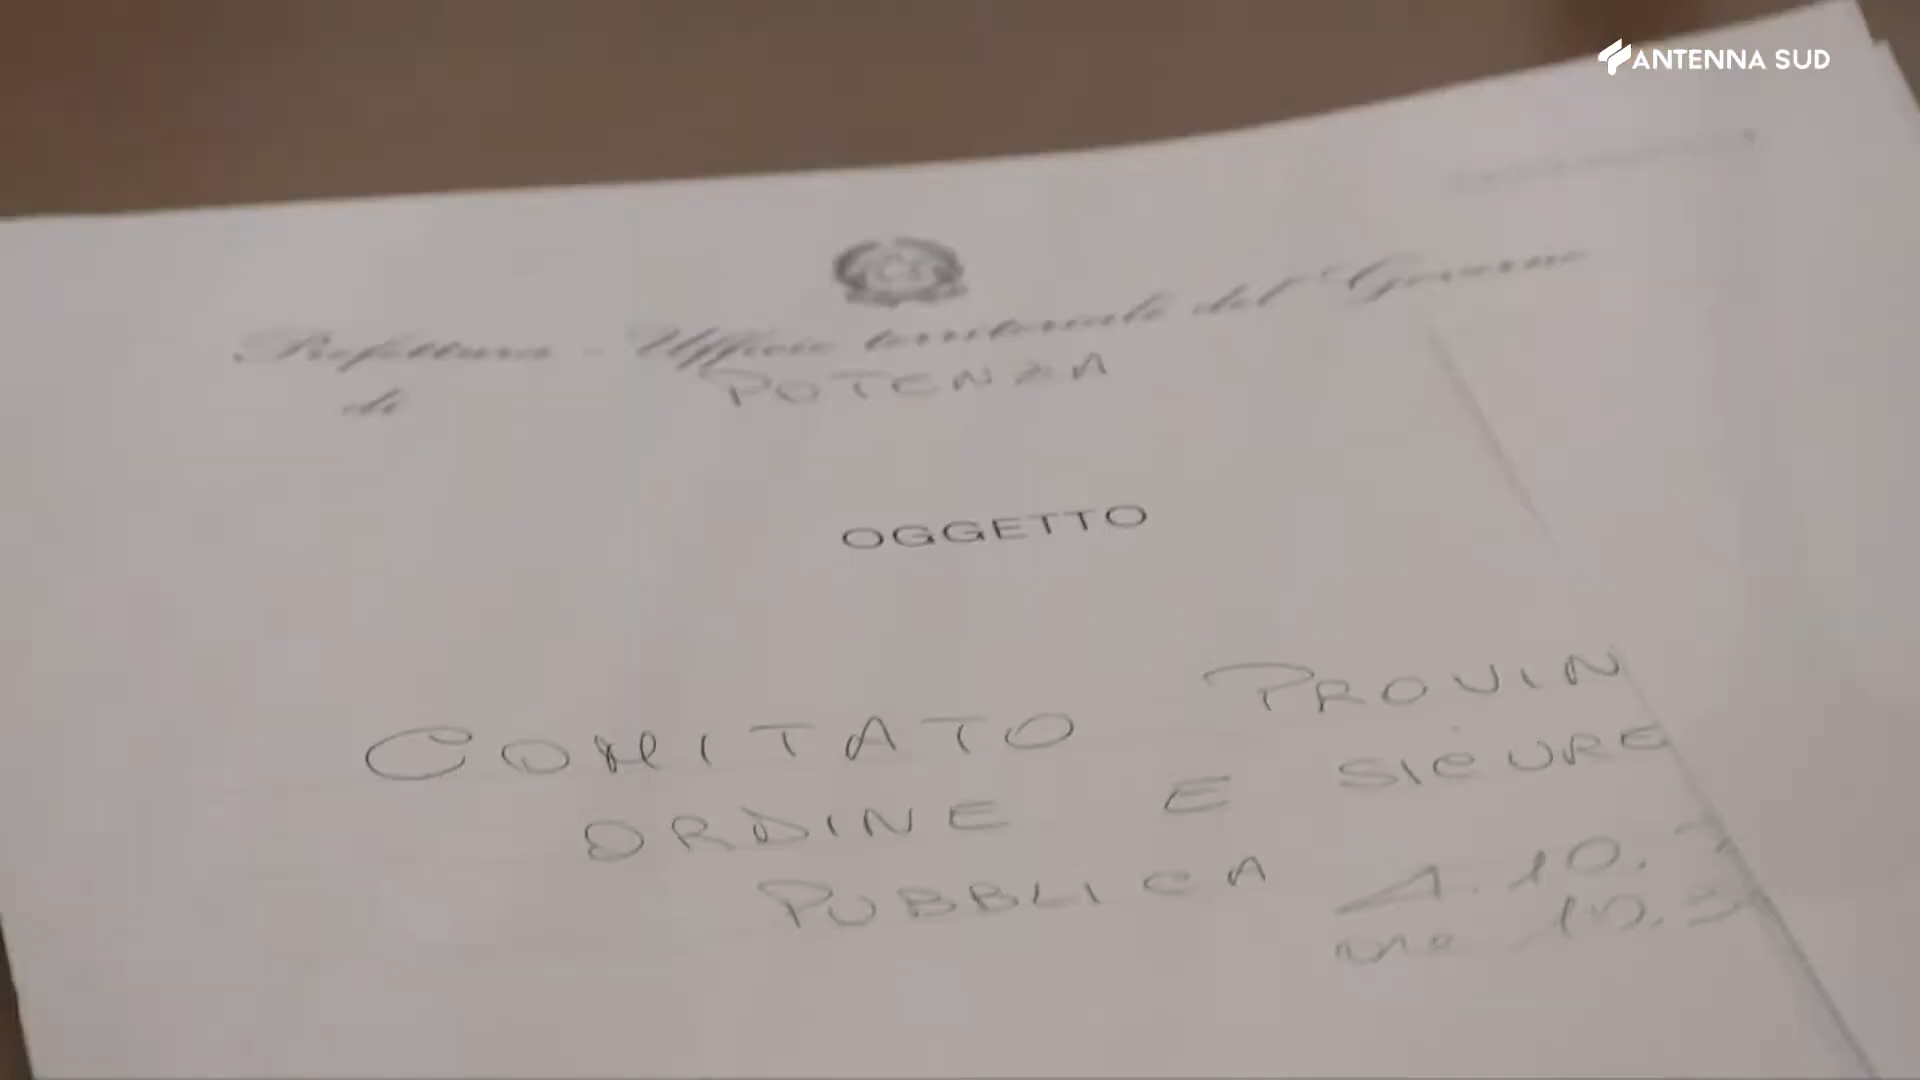 ANTENNA SUD
Prefettura - Ufficio territoriale del Governo
di POTENZA
OGGETTO
COMITATO PROVIN
ORDINE E SICURE
PUBBLICA